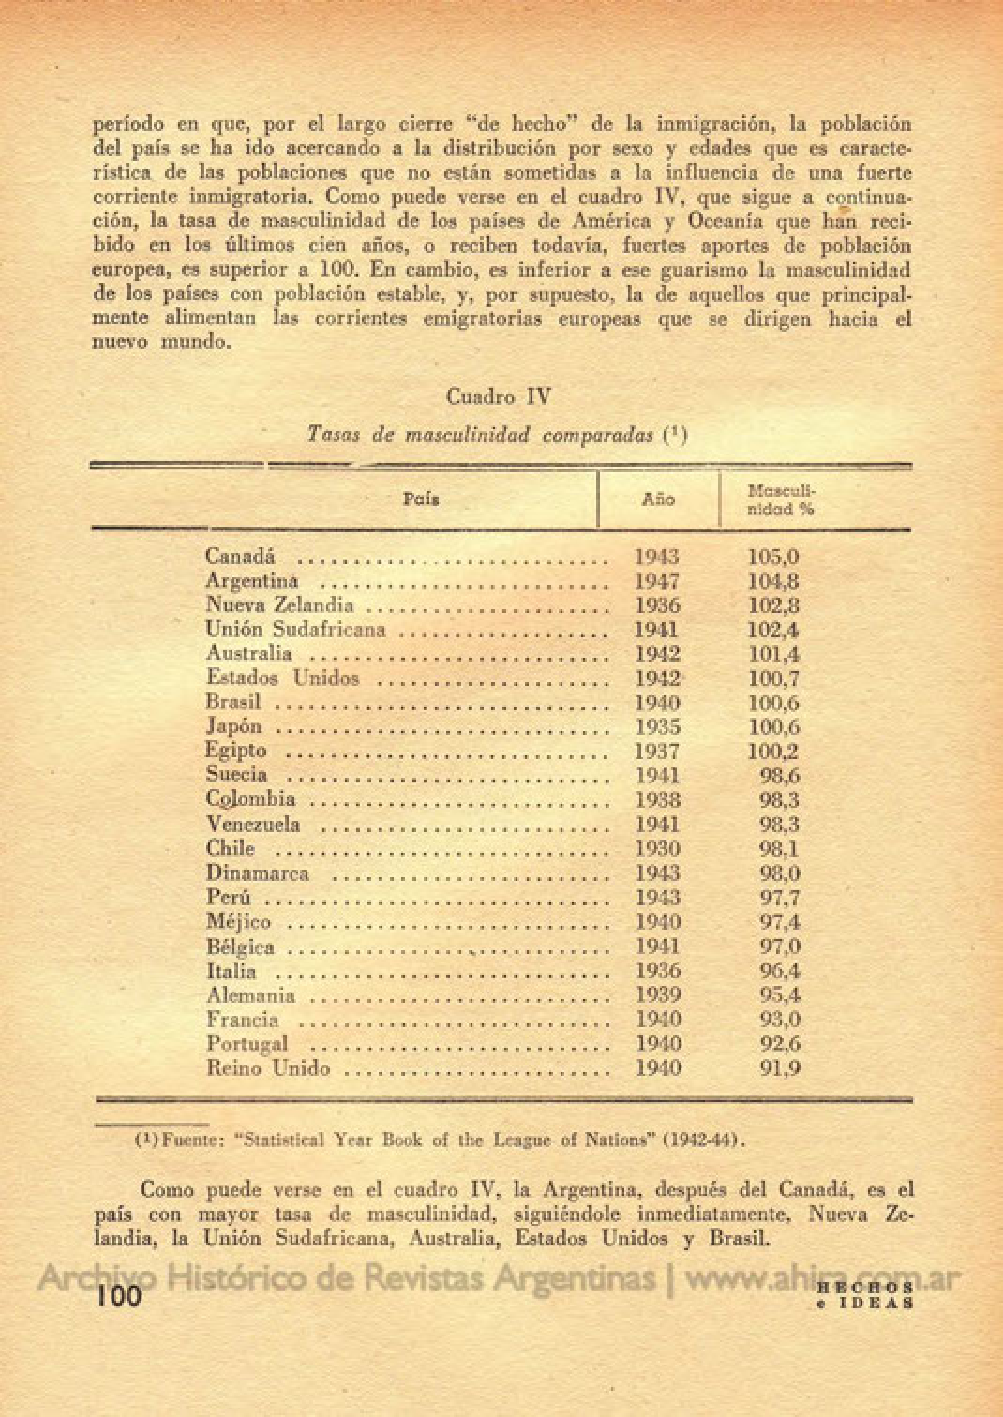 período en que, por el largo cierre “de hecho” de la inmigración, la población
del país se ha ido acercando a la distribución por sexo y edades que es caracte-
rística de las poblaciones que no están sometidas a la influencia de una fuerte
corriente inmigratoria. Como puede verse en el cuadro IV, que sigue a continua-
ción, la tasa de masculinidad de los países de América y Oceanía que han reci-
bido en los últimos cien años, o reciben todavía, fuertes aportes de población
europea, es superior a 100. En cambio, es inferior a ese guarismo la masculinidad
de los países con población estable, y, por supuesto, la de aquellos que principal-
mente alimentan las corrientes emigratorias europeas que se dirigen hacia el
nuevo mundo.
Cuadro IV
Tasas de masculinidad comparadas (¹)
País Año Masculi-
nidad %
Canadá .......................... 1943 105,0
Argentina .......................... 1947 104,8
Nueva Zelandia ...................... 1936 102,8
Unión Sudafricana ................... 1941 102,4
Australia ........................... 1942 101,4
Estados Unidos ..................... 1942 100,7
Brasil .............................. 1940 100,6
Japón .............................. 1935 100,6
Egipto ............................. 1937 100,2
Suecia ............................. 1941 98,6
Colombia ........................... 1938 98,3
Venezuela .......................... 1941 98,3
Chile .............................. 1930 98,1
Dinamarca ......................... 1943 98,0
Perú ............................... 1943 97,7
Méjico ............................. 1940 97,4
Bélgica ............................. 1941 97,0
Italia .............................. 1936 96,4
Alemania ........................... 1939 95,4
Francia ............................ 1940 93,0
Portugal ........................... 1940 92,6
Reino Unido ........................ 1940 91,9
(¹) Fuente: “Statistical Year Book of the League of Nations” (1942-44).
Como puede verse en el cuadro IV, la Argentina, después del Canadá, es el
país con mayor tasa de masculinidad, siguiéndole inmediatamente, Nueva Ze-
landia, la Unión Sudafricana, Australia, Estados Unidos y Brasil.
Archivo Histórico de Revistas Argentinas | www.ahira.com.ar
100
HECHOS
e IDEAS